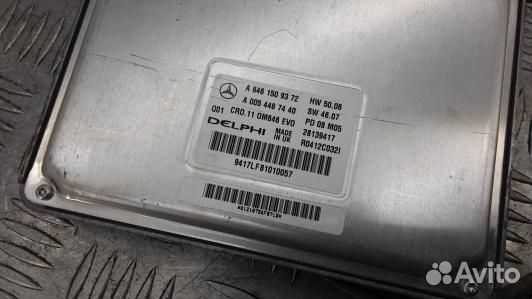 A 646 150 93 72 HW 50.06
A 005 446 74 40 SW 46.07
Q01 CRD.11 OM646 EVO PD 08 M05
DELPHI MADE IN UK 28139417
R0412C032I
9417LF81010057
Avito